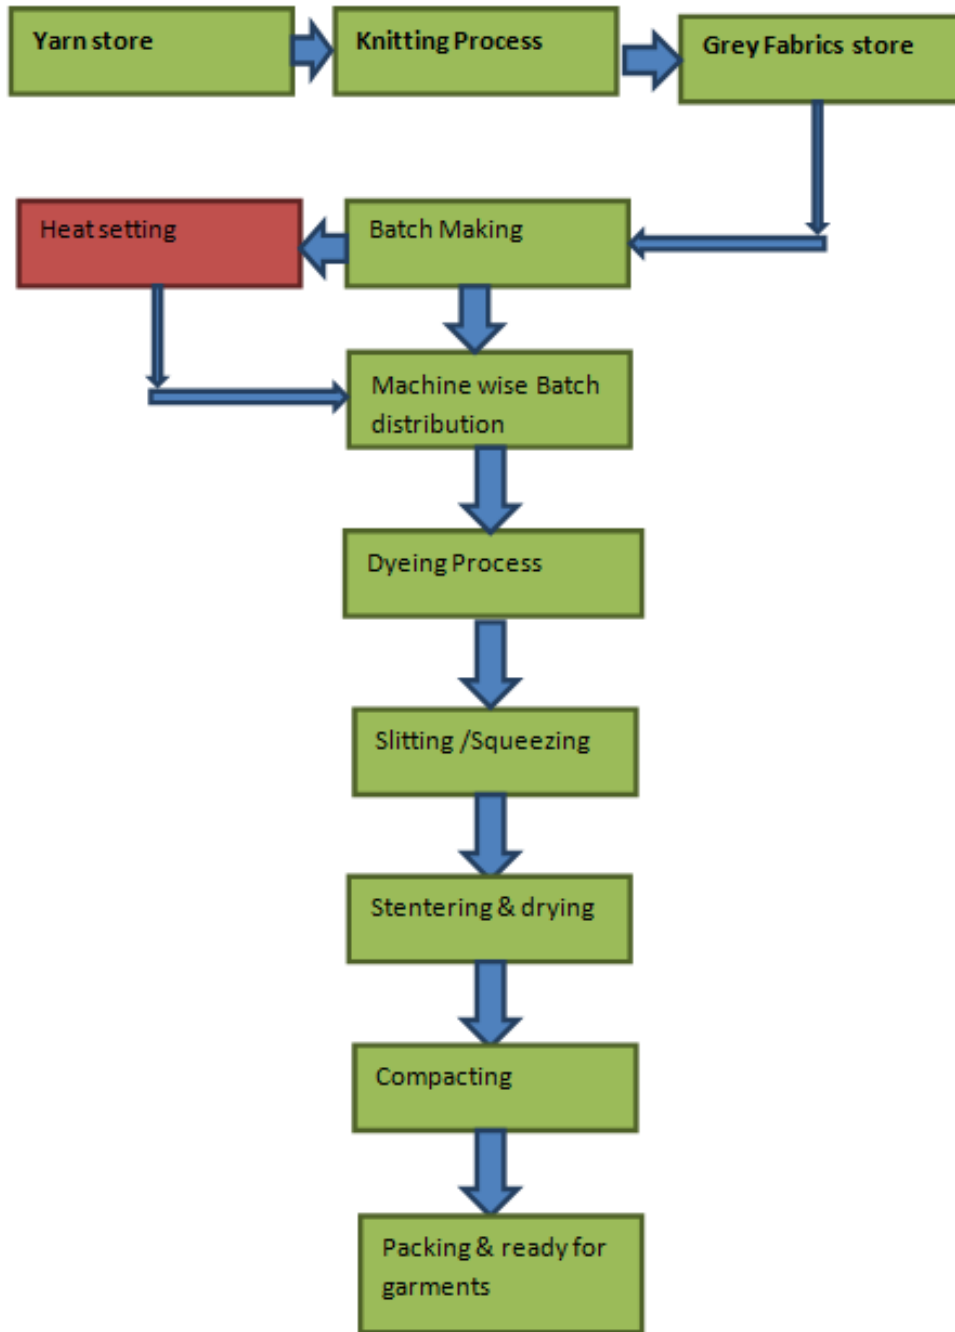 Yarn store
Knitting Process
Grey Fabrics store
Heat setting
Batch Making
Machine wise Batch
distribution
Dyeing Process
Slitting /Squeezing
Stentering & drying
Compacting
Packing & ready for
garments